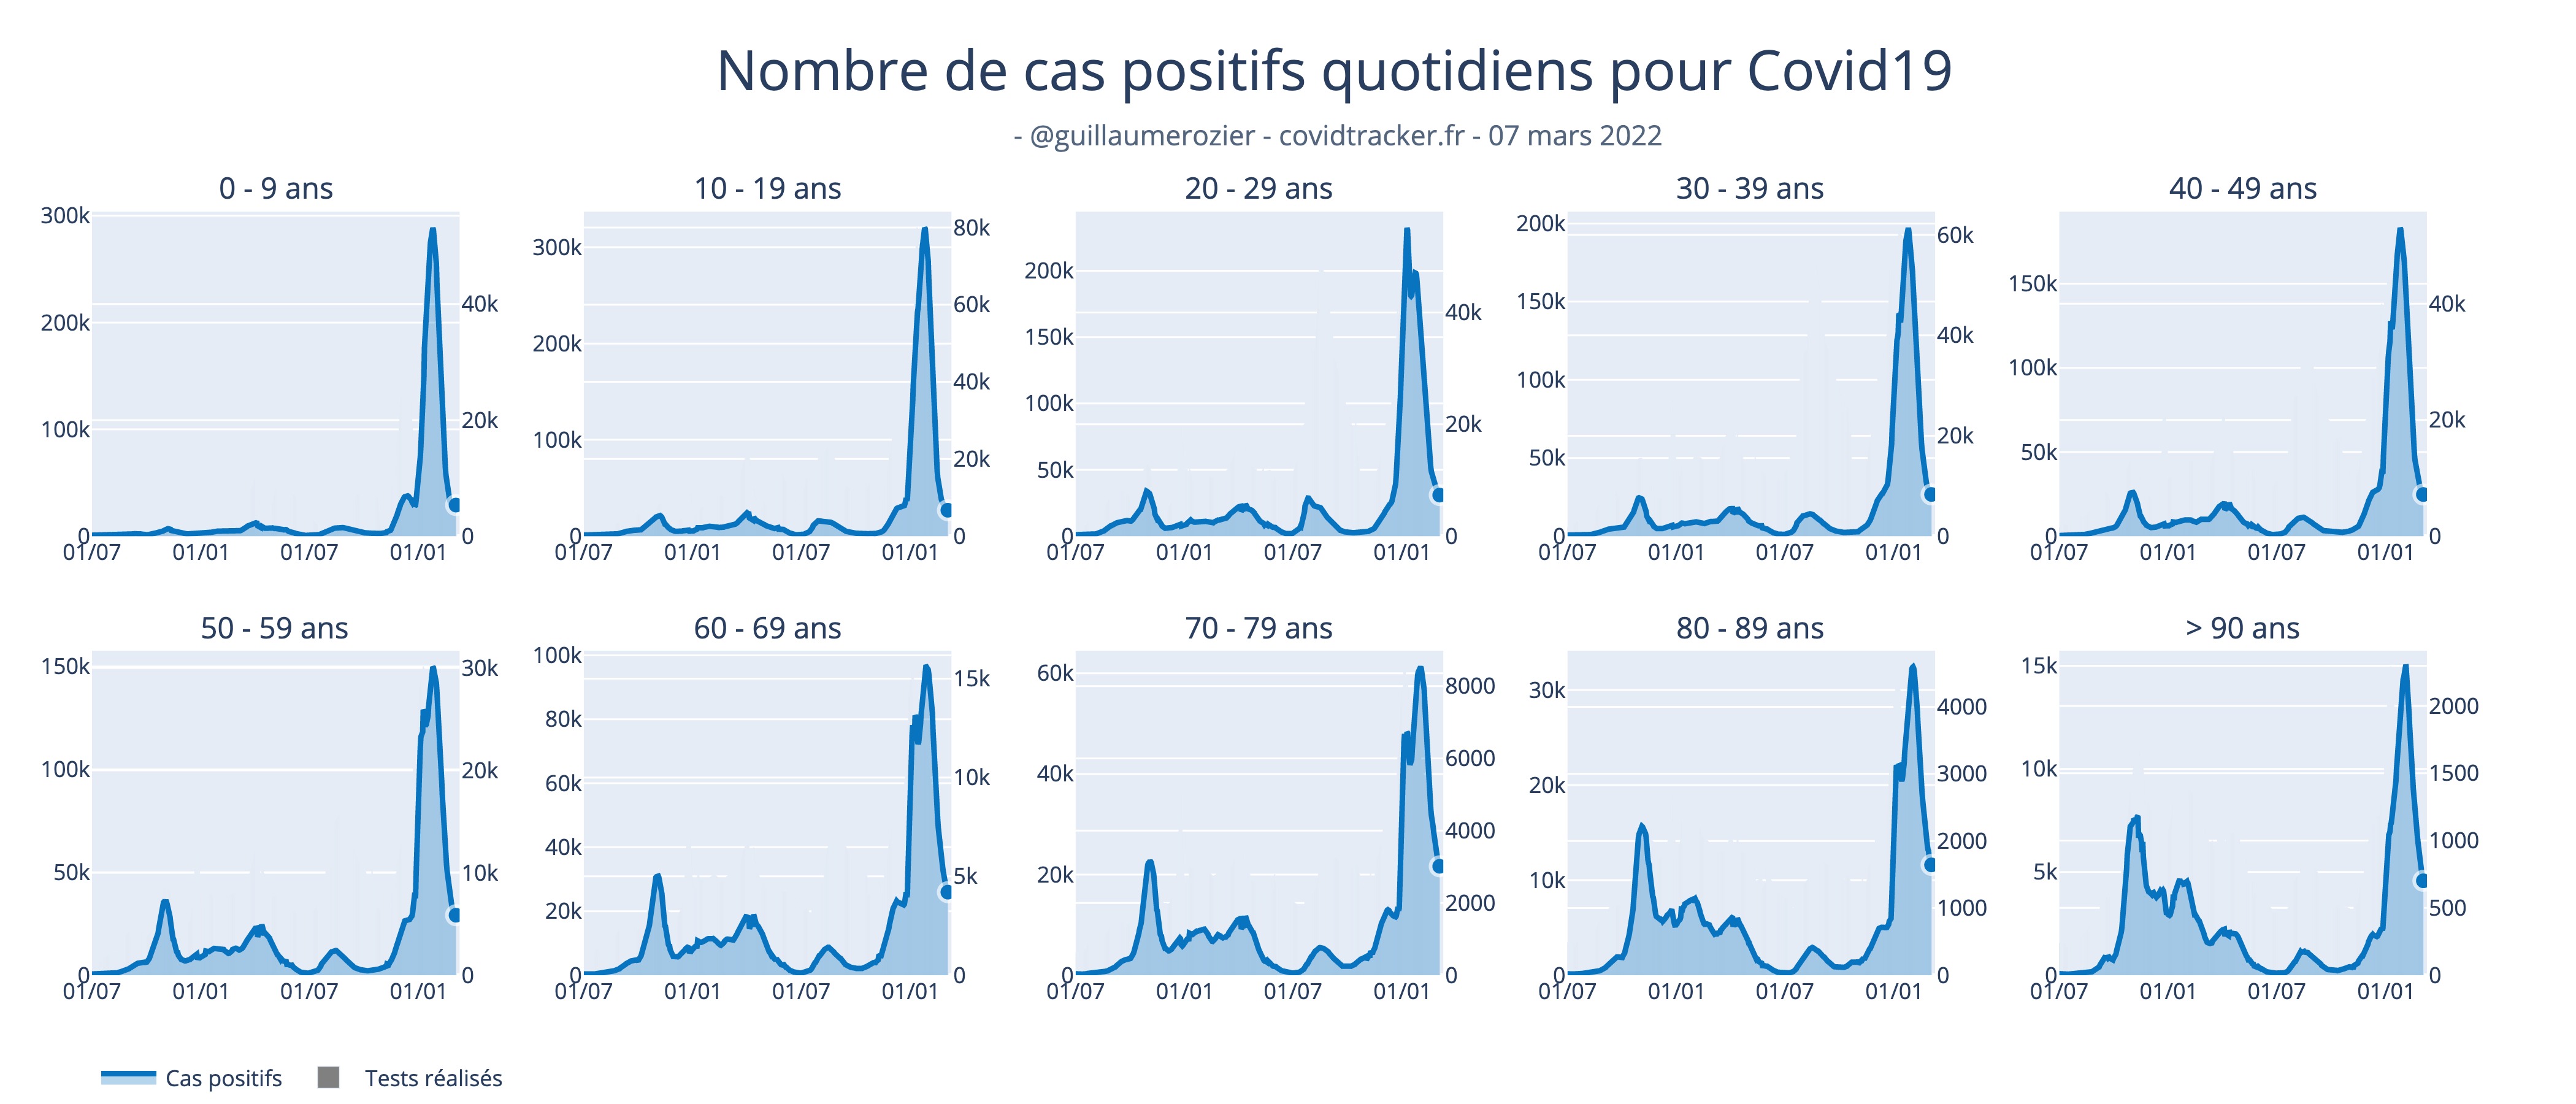 Nombre de cas positifs quotidiens pour Covid19
- @guillaumerozier - covidtracker.fr - 07 mars 2022
0 - 9 ans
300k
200k
100k
0
40k
20k
0
01/07 01/01 01/07 01/01
10 - 19 ans
300k
200k
100k
0
80k
60k
40k
20k
0
01/07 01/01 01/07 01/01
20 - 29 ans
200k
150k
100k
50k
0
40k
20k
0
01/07 01/01 01/07 01/01
30 - 39 ans
200k
150k
100k
50k
0
60k
40k
20k
0
01/07 01/01 01/07 01/01
40 - 49 ans
150k
100k
50k
0
40k
20k
0
01/07 01/01 01/07 01/01
50 - 59 ans
150k
100k
50k
0
30k
20k
10k
0
01/07 01/01 01/07 01/01
60 - 69 ans
100k
80k
60k
40k
20k
0
15k
10k
5k
0
01/07 01/01 01/07 01/01
70 - 79 ans
60k
40k
20k
0
8000
6000
4000
2000
0
01/07 01/01 01/07 01/01
80 - 89 ans
30k
20k
10k
0
4000
3000
2000
1000
0
01/07 01/01 01/07 01/01
> 90 ans
15k
10k
5k
0
2000
1500
1000
500
0
01/07 01/01 01/07 01/01
Cas positifs Tests réalisés